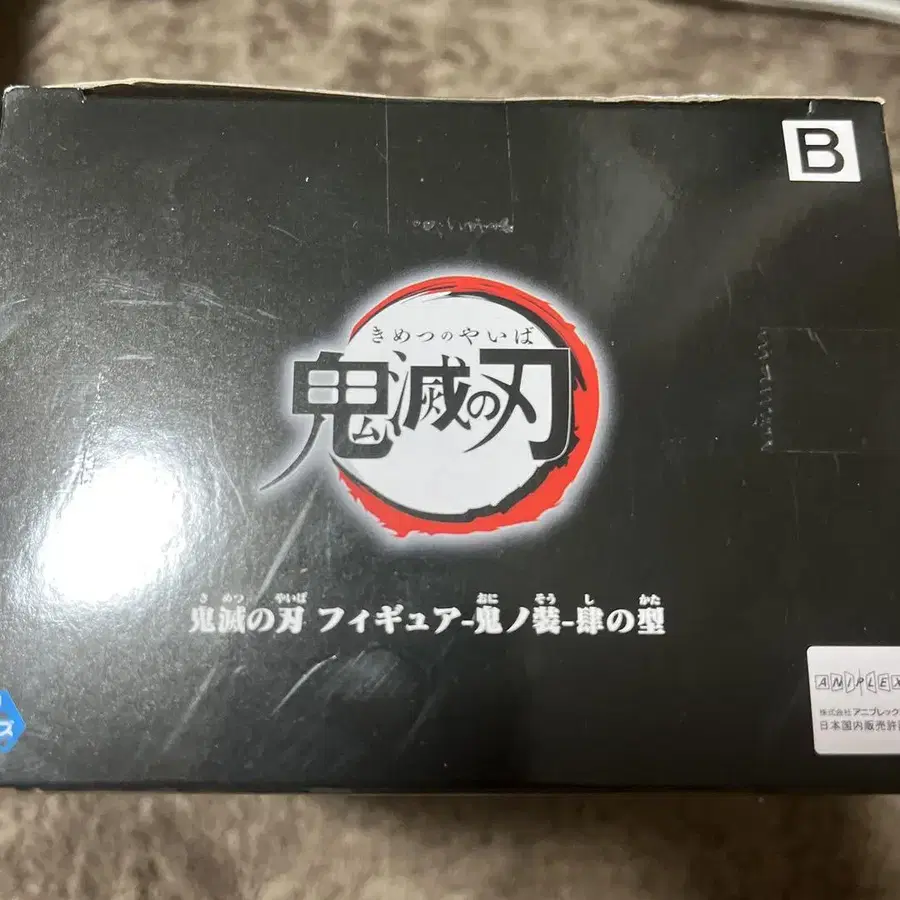 B
きめつのやいば
鬼滅の刃
き めつ やいば おに そう し かた
鬼滅の刃 フィギュア-鬼ノ装-肆の型
ANIPLEX
株式会社アニプレック
日本国内販売許